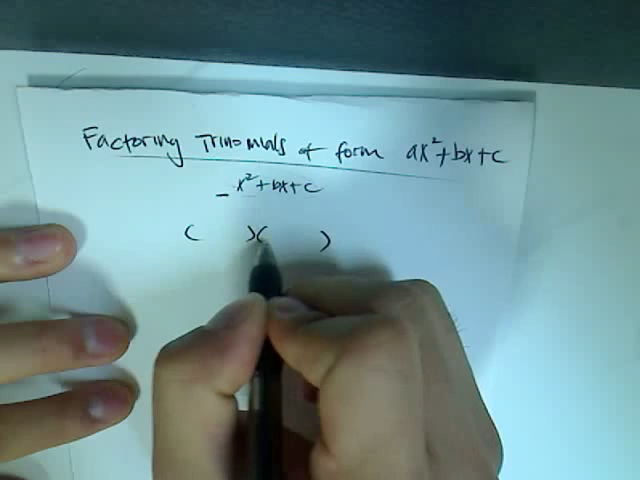 Factoring Trinomials of form ax²+bx+c
_ x²+bx+c
(  )(  )